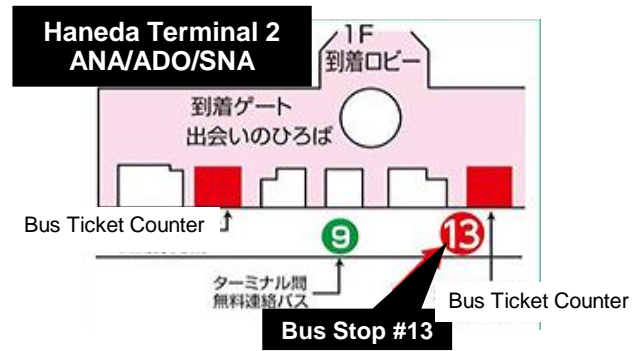 Haneda Terminal 2
ANA/ADO/SNA
1F
到着ロビー
到着ゲート
出会いのひろば
Bus Ticket Counter
9
13
ターミナル間
無料連絡バス
Bus Ticket Counter
Bus Stop #13